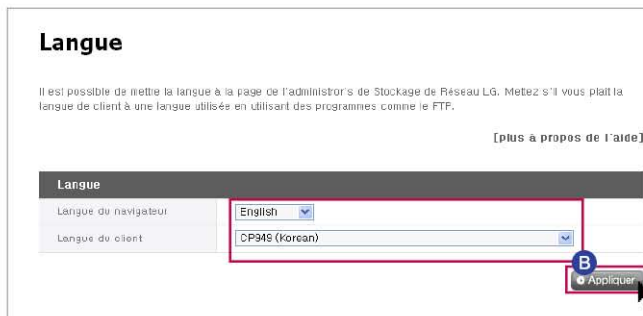 Langue
Il est possible de mettre la langue à la page de l'administror's de Stockage de Réseau LG. Mettez s'il vous plait la
langue de client à une langue utilisée en utilisant des programmes comme le FTP.
[plus à propos de l'aide]
Langue
Langue du navigateur English
Langue du client CP949 (Korean)
B
Appliquer